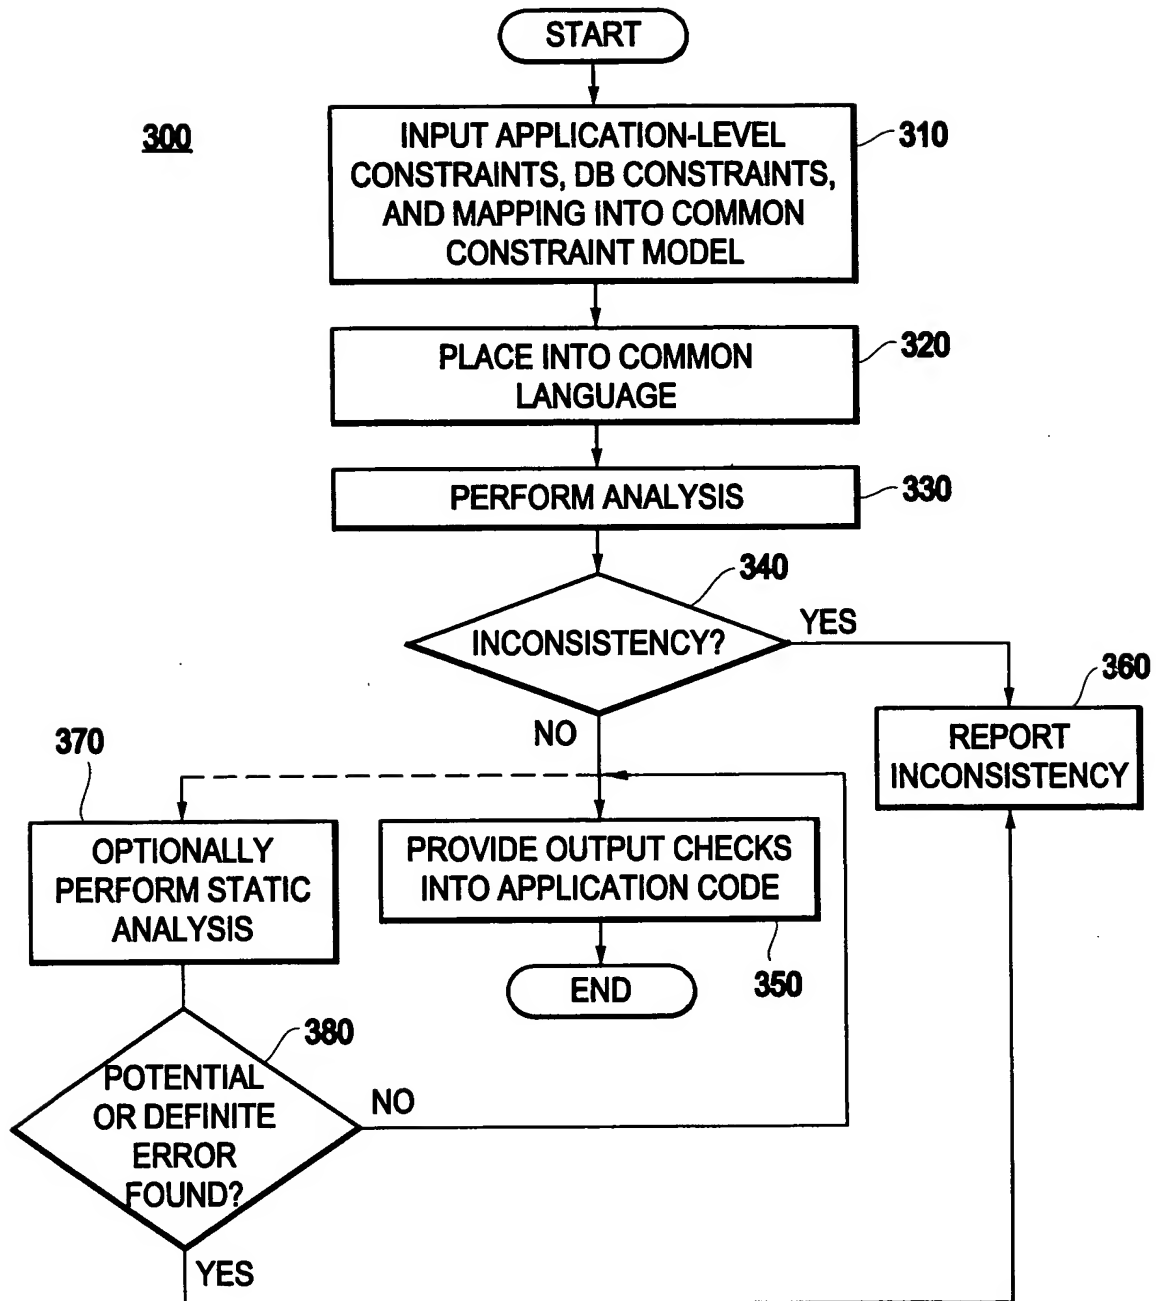 START
300
INPUT APPLICATION-LEVEL
CONSTRAINTS, DB CONSTRAINTS,
AND MAPPING INTO COMMON
CONSTRAINT MODEL
310
PLACE INTO COMMON
LANGUAGE
320
PERFORM ANALYSIS
330
340
INCONSISTENCY?
YES
NO
360
REPORT
INCONSISTENCY
370
OPTIONALLY
PERFORM STATIC
ANALYSIS
PROVIDE OUTPUT CHECKS
INTO APPLICATION CODE
350
END
380
POTENTIAL
OR DEFINITE
ERROR
FOUND?
NO
YES